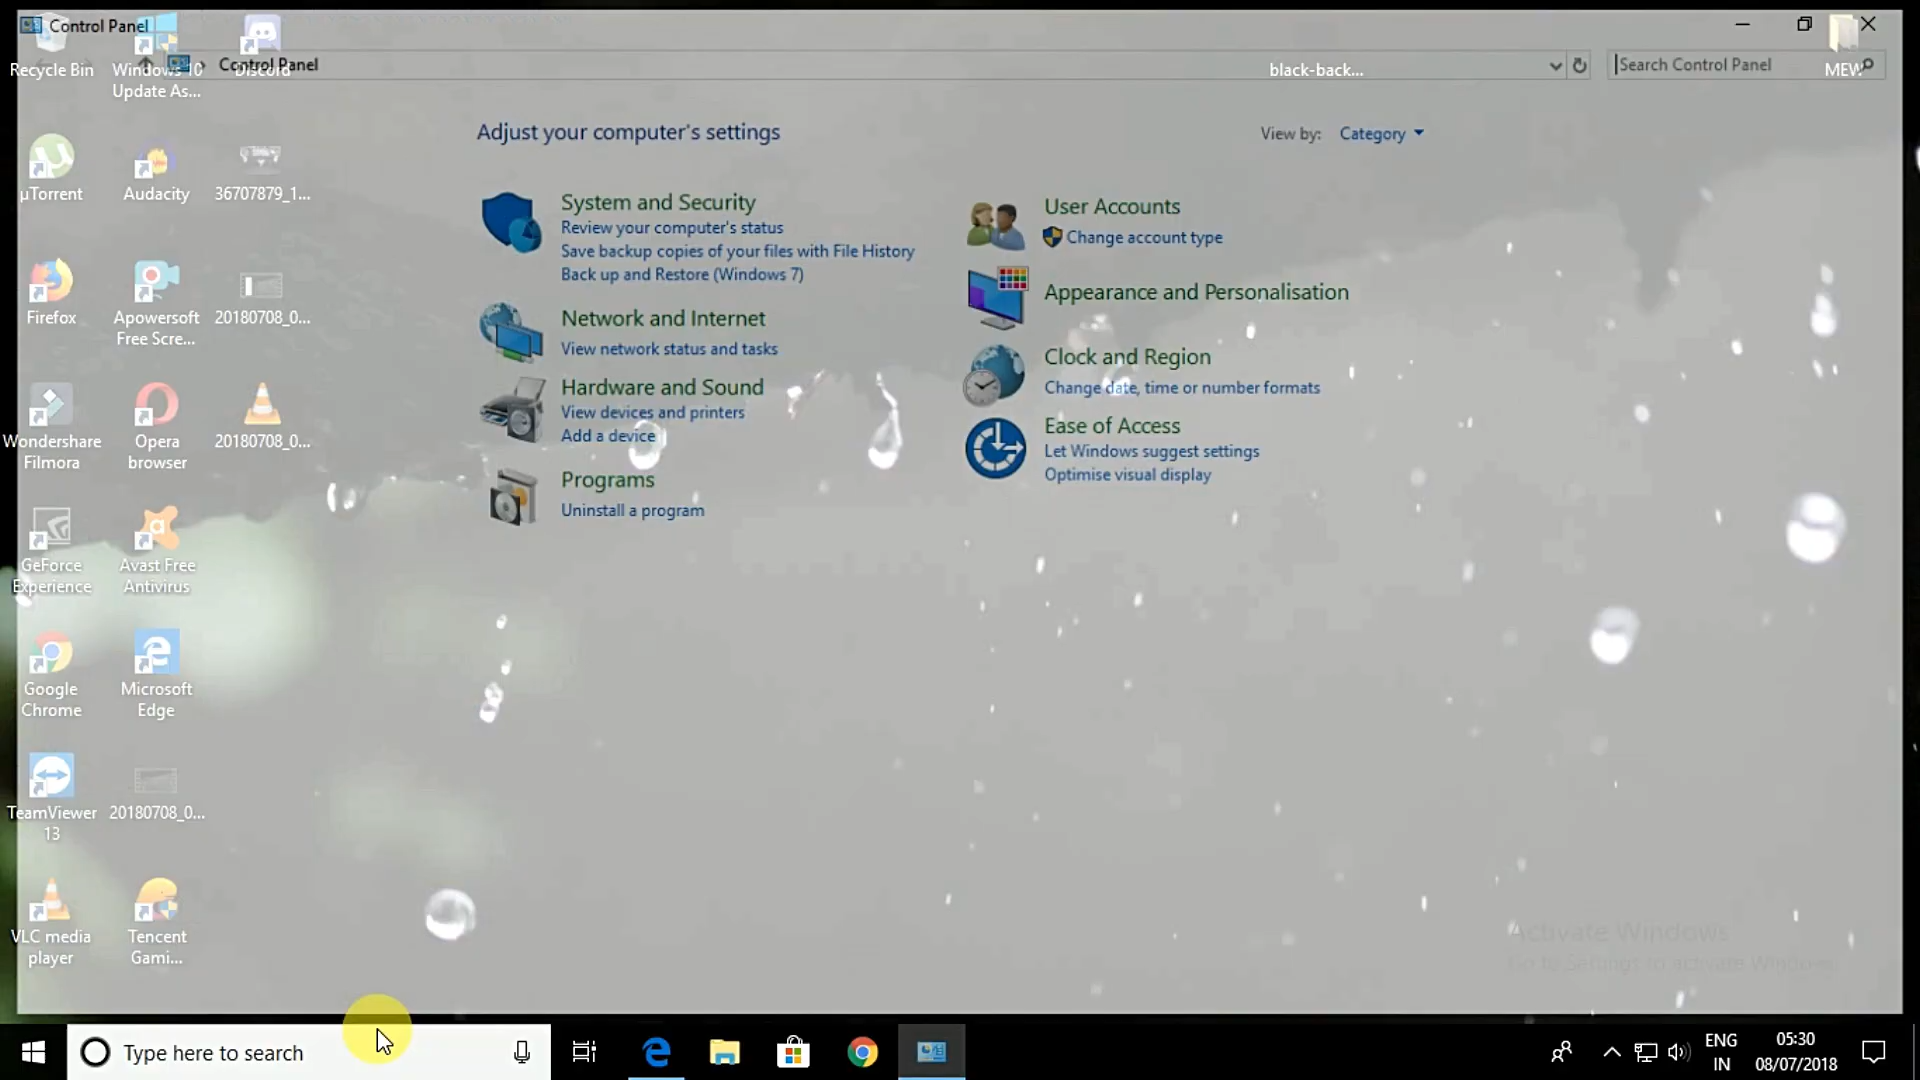 Control Panel
Control Panel
Search Control Panel
Recycle Bin
Windows 10
Update As...
Discord
black-back...
MEW
Adjust your computer's settings
View by: Category
System and Security
Review your computer's status
Save backup copies of your files with File History
Back up and Restore (Windows 7)
Network and Internet
View network status and tasks
Hardware and Sound
View devices and printers
Add a device
Programs
Uninstall a program
User Accounts
Change account type
Appearance and Personalisation
Clock and Region
Change date, time or number formats
Ease of Access
Let Windows suggest settings
Optimise visual display
µTorrent
Audacity
36707879_1...
Firefox
Apowersoft
Free Scre...
20180708_0...
Wondershare
Filmora
Opera
browser
20180708_0...
GeForce
Experience
Avast Free
Antivirus
Google
Chrome
Microsoft
Edge
TeamViewer
13
20180708_0...
VLC media
player
Tencent
Gami...
Activate Windows
Go to Settings to activate Windows.
Type here to search
ENG
IN
05:30
08/07/2018